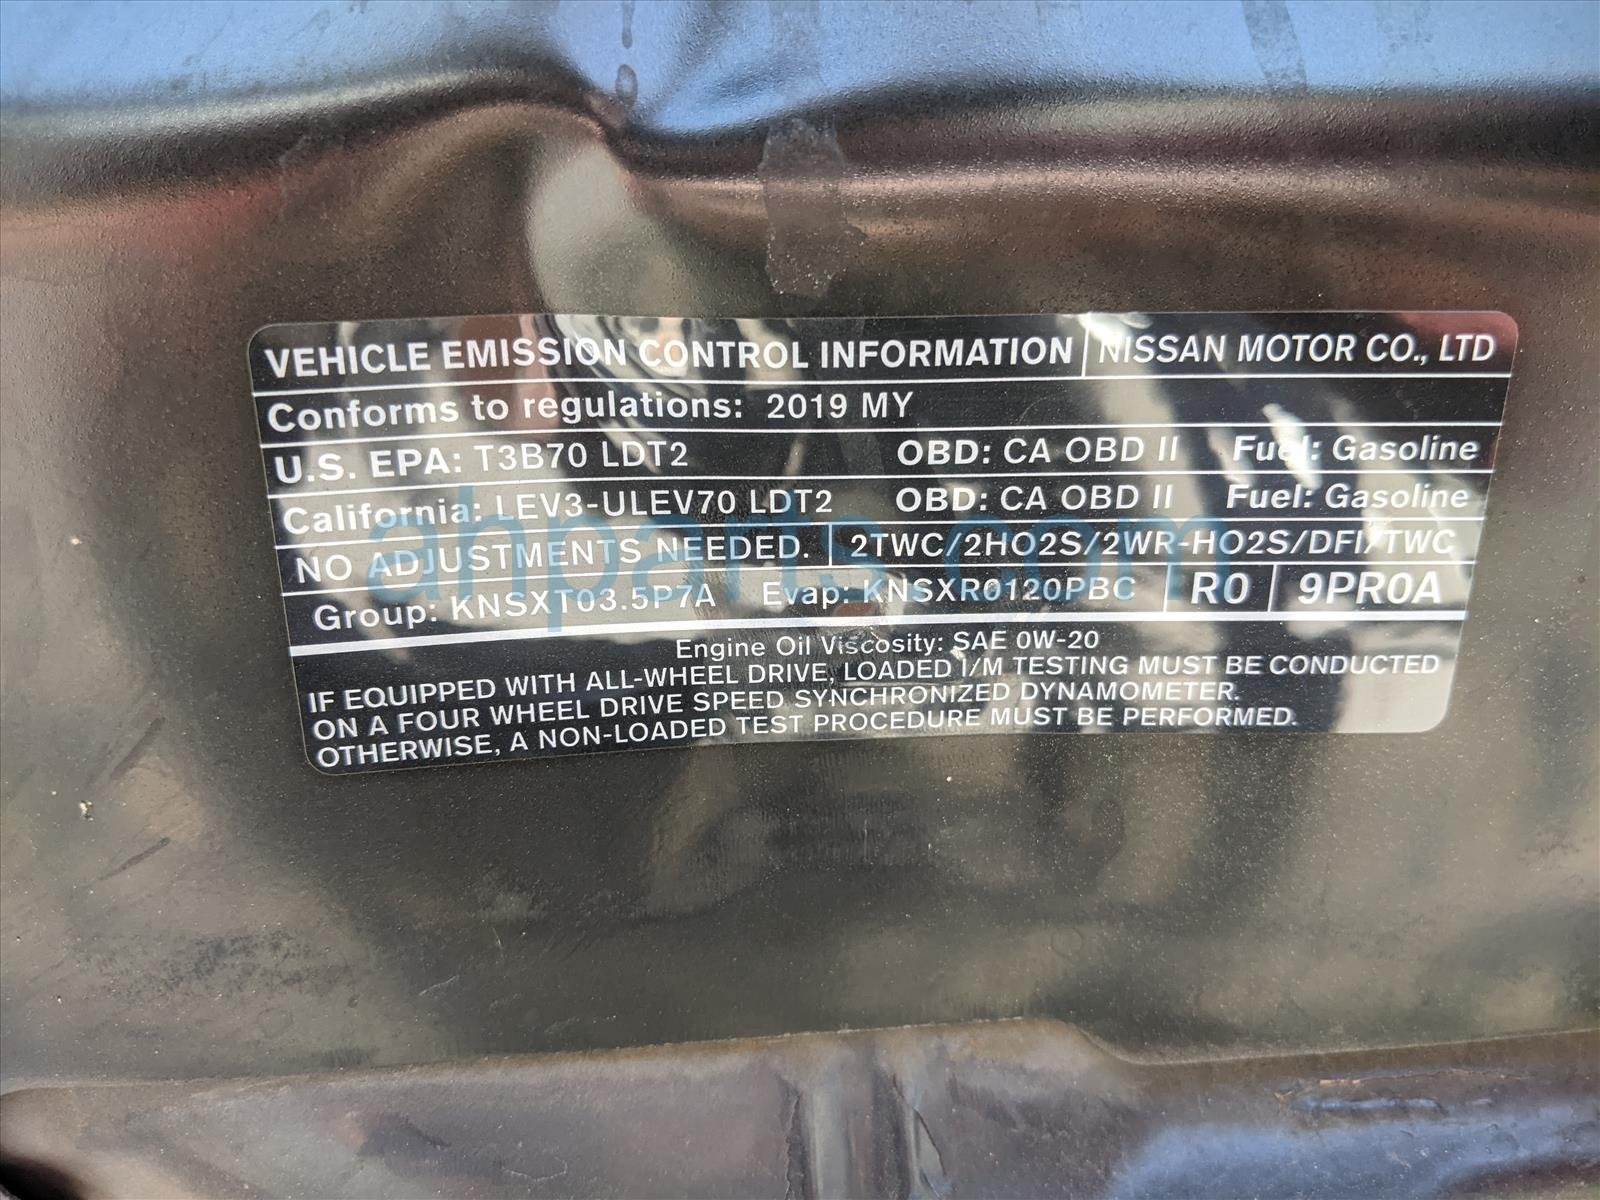 VEHICLE EMISSION CONTROL INFORMATION NISSAN MOTOR CO., LTD
Conforms to regulations: 2019 MY
U.S. EPA: T3B70 LDT2 OBD: CA OBD II Fuel: Gasoline
California: LEV3-ULEV70 LDT2 OBD: CA OBD II Fuel: Gasoline
NO ADJUSTMENTS NEEDED. 2TWC/2HO2S/2WR-HO2S/DFI/TWC
Group: KNSXT03.5P7A Evap: KNSXR0120PBC R0 9PR0A
Engine Oil Viscosity: SAE 0W-20
IF EQUIPPED WITH ALL-WHEEL DRIVE, LOADED I/M TESTING MUST BE CONDUCTED
ON A FOUR WHEEL DRIVE SPEED SYNCHRONIZED DYNAMOMETER.
OTHERWISE, A NON-LOADED TEST PROCEDURE MUST BE PERFORMED.
ahparts.com